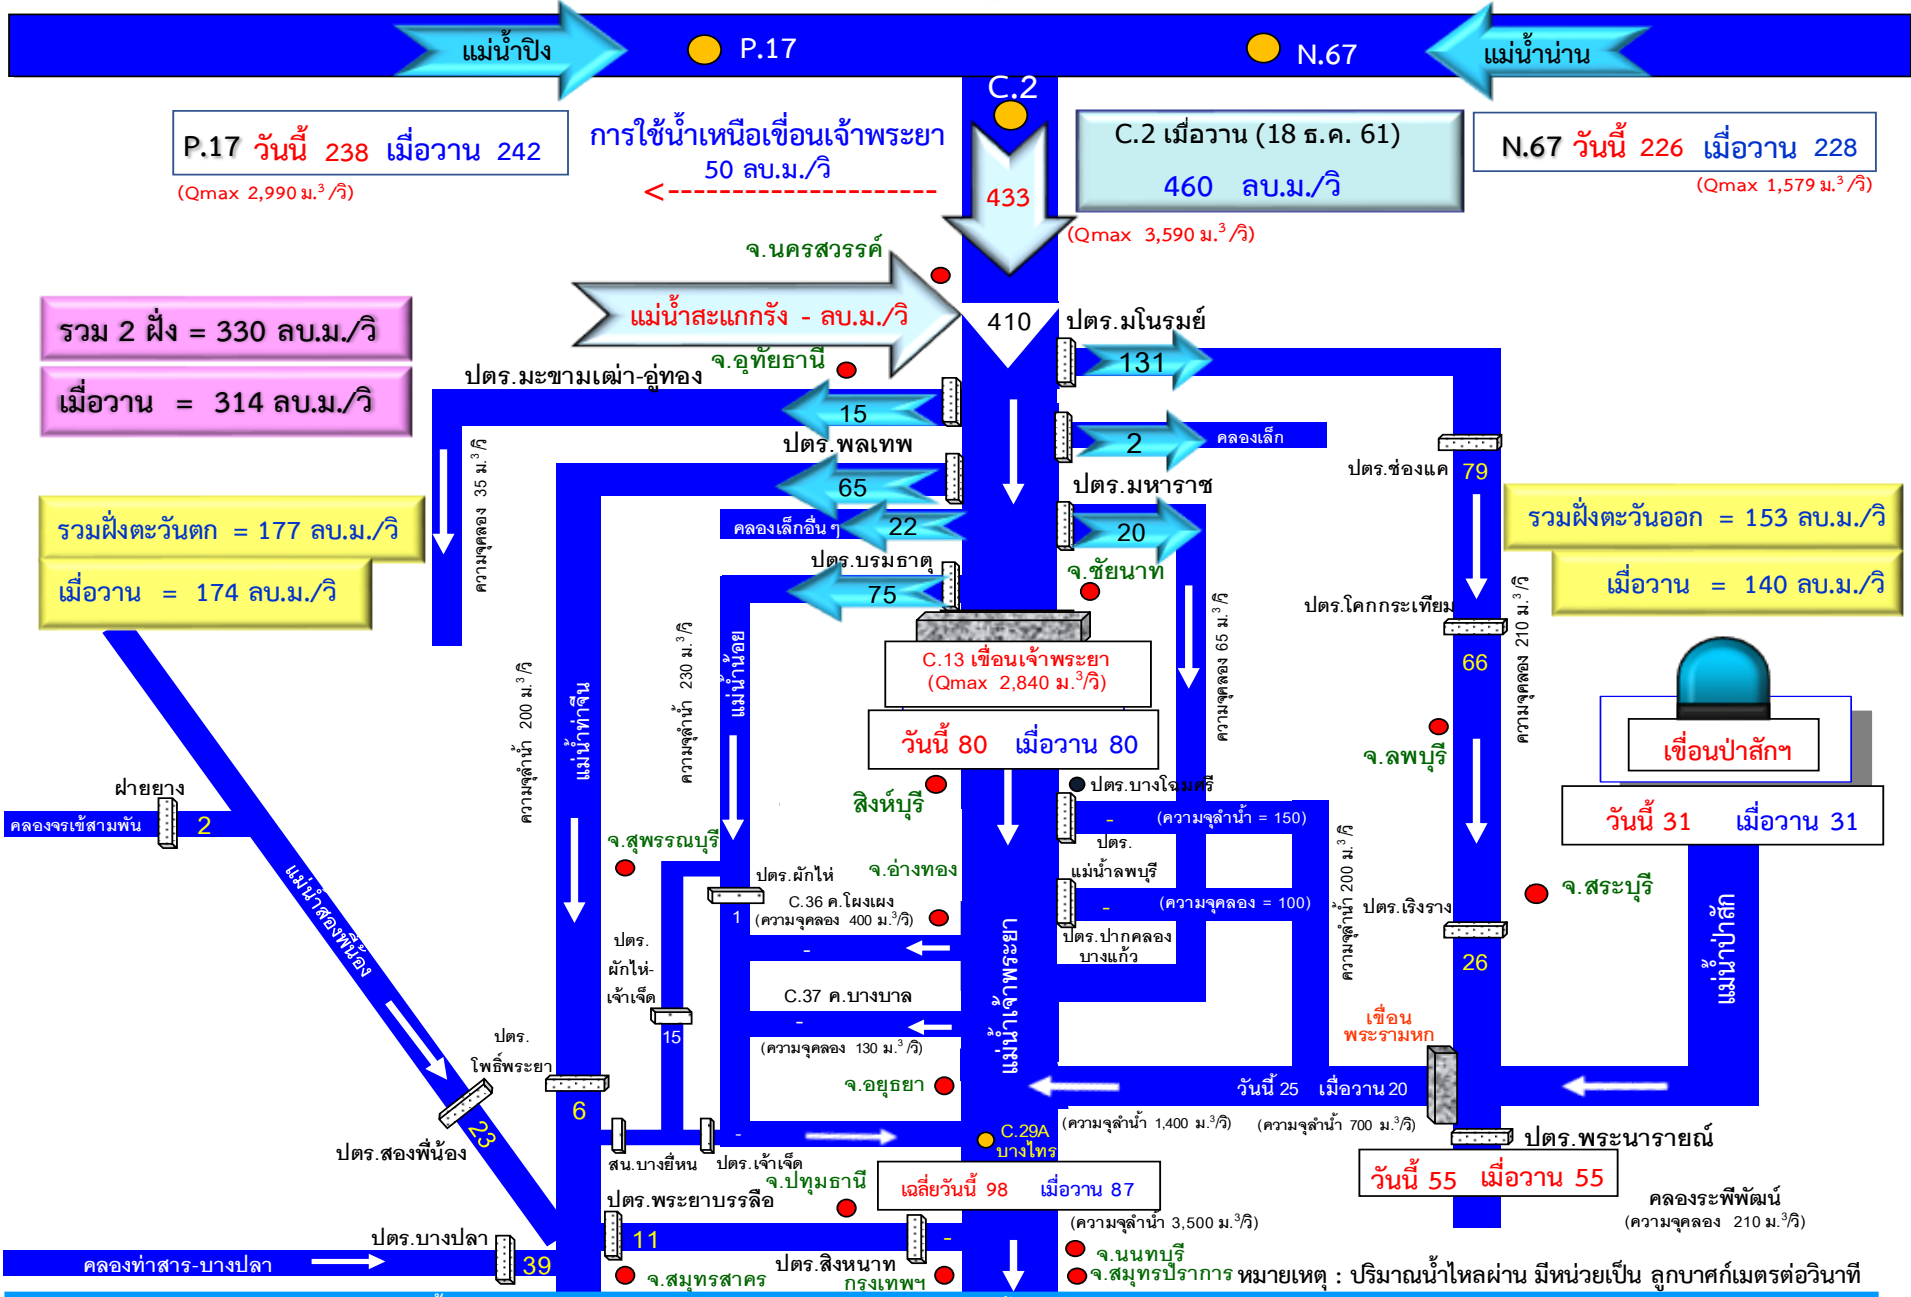 แม่น้ำปิง
P.17
N.67
แม่น้ำน่าน
C.2
P.17 วันนี้ 238 เมื่อวาน 242
(Qmax 2,990 ม.³/วิ)
การใช้น้ำเหนือเขื่อนเจ้าพระยา
50 ลบ.ม./วิ
433
C.2 เมื่อวาน (18 ธ.ค. 61)
460 ลบ.ม./วิ
(Qmax 3,590 ม.³/วิ)
N.67 วันนี้ 226 เมื่อวาน 228
(Qmax 1,579 ม.³/วิ)
จ.นครสวรรค์
รวม 2 ฝั่ง = 330 ลบ.ม./วิ
เมื่อวาน = 314 ลบ.ม./วิ
แม่น้ำสะแกกรัง - ลบ.ม./วิ
410
ปตร.มโนรมย์
131
จ.อุทัยธานี
ปตร.มะขามเฒ่า-อู่ทอง
15
2
คลองเล็ก
ปตร.พลเทพ
65
ปตร.มหาราช
20
ปตร.ช่องแค
79
ความจุคลอง 35 ม.³/วิ
คลองเล็กอื่นๆ
22
รวมฝั่งตะวันตก = 177 ลบ.ม./วิ
เมื่อวาน = 174 ลบ.ม./วิ
รวมฝั่งตะวันออก = 153 ลบ.ม./วิ
เมื่อวาน = 140 ลบ.ม./วิ
ปตร.บรมธาตุ
75
จ.ชัยนาท
ปตร.โคกกระเทียม
66
C.13 เขื่อนเจ้าพระยา
(Qmax 2,840 ม.³/วิ)
วันนี้ 80 เมื่อวาน 80
ความจุลำน้ำ 200 ม.³/วิ
แม่น้ำท่าจีน
ความจุลำน้ำ 230 ม.³/วิ
แม่น้ำน้อย
ความจุคลอง 65 ม.³/วิ
ความจุคลอง 210 ม.³/วิ
จ.ลพบุรี
เขื่อนป่าสักฯ
วันนี้ 31 เมื่อวาน 31
ฝายยาง
คลองจรเข้สามพัน
2
สิงห์บุรี
ปตร.บางโฉมศรี
-
(ความจุลำน้ำ = 150)
ปตร.
แม่น้ำลพบุรี
จ.สุพรรณบุรี
จ.อ่างทอง
ปตร.ผักไห่
1
C.36 ค.โผงเผง
(ความจุคลอง 400 ม.³/วิ)
-
-
(ความจุคลอง = 100)
ปตร.ปากคลอง
บางแก้ว
ความจุลำน้ำ 200 ม.³/วิ
จ.สระบุรี
ปตร.เริงราง
26
แม่น้ำป่าสัก
แม่น้ำสองพี่น้อง
ปตร.
ผักไห่-
เจ้าเจ็ด
15
C.37 ค.บางบาล
-
(ความจุคลอง 130 ม.³/วิ)
แม่น้ำเจ้าพระยา
เขื่อน
พระรามหก
ปตร.
โพธิ์พระยา
6
จ.อยุธยา
วันนี้ 25 เมื่อวาน 20
(ความจุลำน้ำ 1,400 ม.³/วิ)
(ความจุลำน้ำ 700 ม.³/วิ)
23
ปตร.สองพี่น้อง
สน.บางยี่หน
ปตร.เจ้าเจ็ด
-
C.29A
บางไทร
ปตร.พระนารายณ์
วันนี้ 55 เมื่อวาน 55
จ.ปทุมธานี
เฉลี่ยวันนี้ 98 เมื่อวาน 87
(ความจุลำน้ำ 3,500 ม.³/วิ)
คลองระพีพัฒน์
(ความจุคลอง 210 ม.³/วิ)
ปตร.พระยาบรรลือ
11
-
ปตร.บางปลา
คลองท่าสาร-บางปลา
39
ปตร.สิงหนาท
จ.สมุทรสาคร
กรุงเทพฯ
จ.นนทบุรี
จ.สมุทรปราการ
หมายเหตุ : ปริมาณน้ำไหลผ่าน มีหน่วยเป็น ลูกบาศก์เมตรต่อวินาที